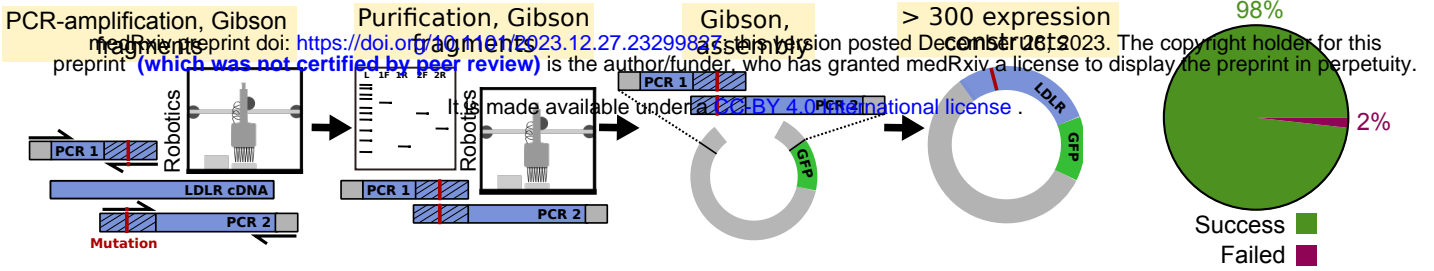 PCR-amplification, Gibson
fragments
Purification, Gibson
fragments
Gibson,
assembly
> 300 expression
constructs
medRxiv preprint doi: https://doi.org/10.1101/2023.12.27.23299827; this version posted December 28, 2023. The copyright holder for this
preprint (which was not certified by peer review) is the author/funder, who has granted medRxiv a license to display the preprint in perpetuity.
It is made available under a CC-BY 4.0 International license .
Robotics
PCR 1
LDLR cDNA
PCR 2
Mutation
L 1F 1R 2F 2R
Robotics
PCR 1
PCR 2
PCR 1
PCR 2
GFP
LDLR
GFP
98%
2%
Success
Failed